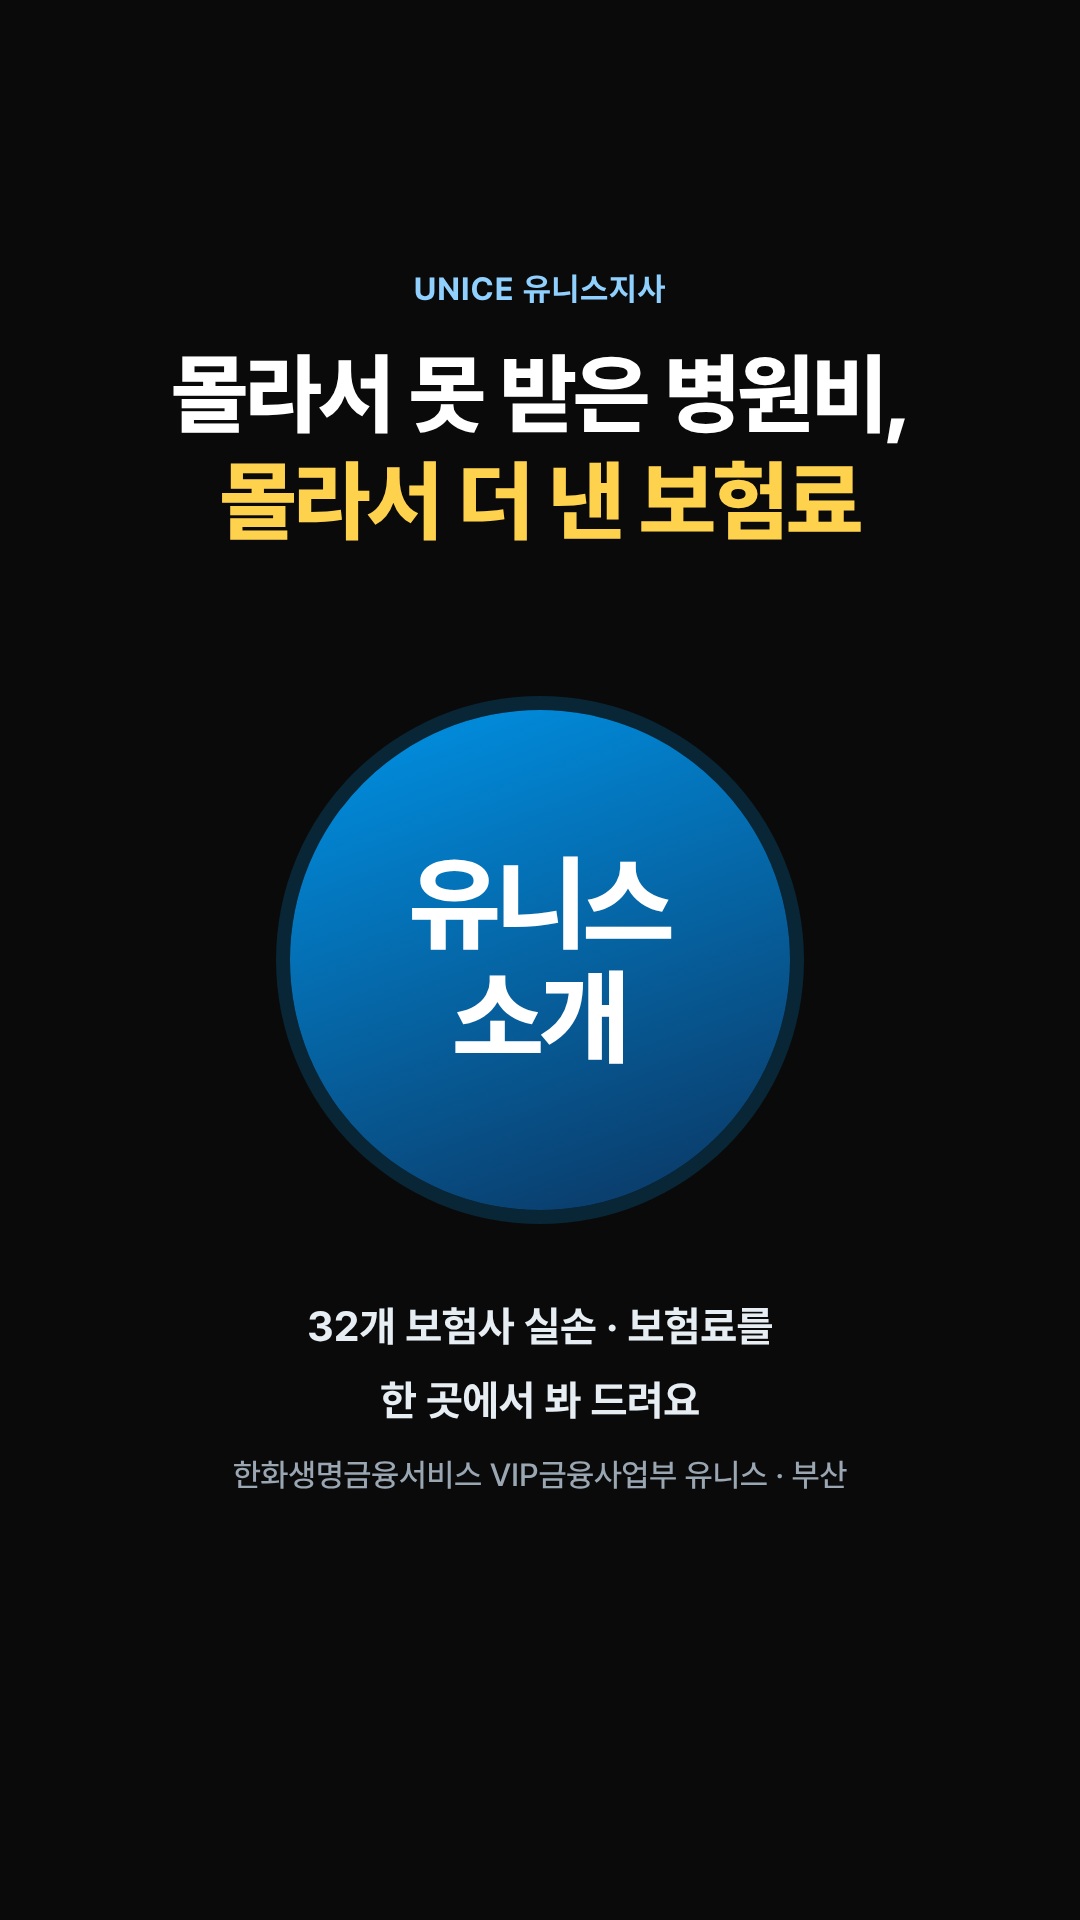 UNICE 유니스지사
몰라서 못 받은 병원비,
몰라서 더 낸 보험료
유니스
소개
32개 보험사 실손 · 보험료를
한 곳에서 봐 드려요
한화생명금융서비스 VIP금융사업부 유니스 · 부산